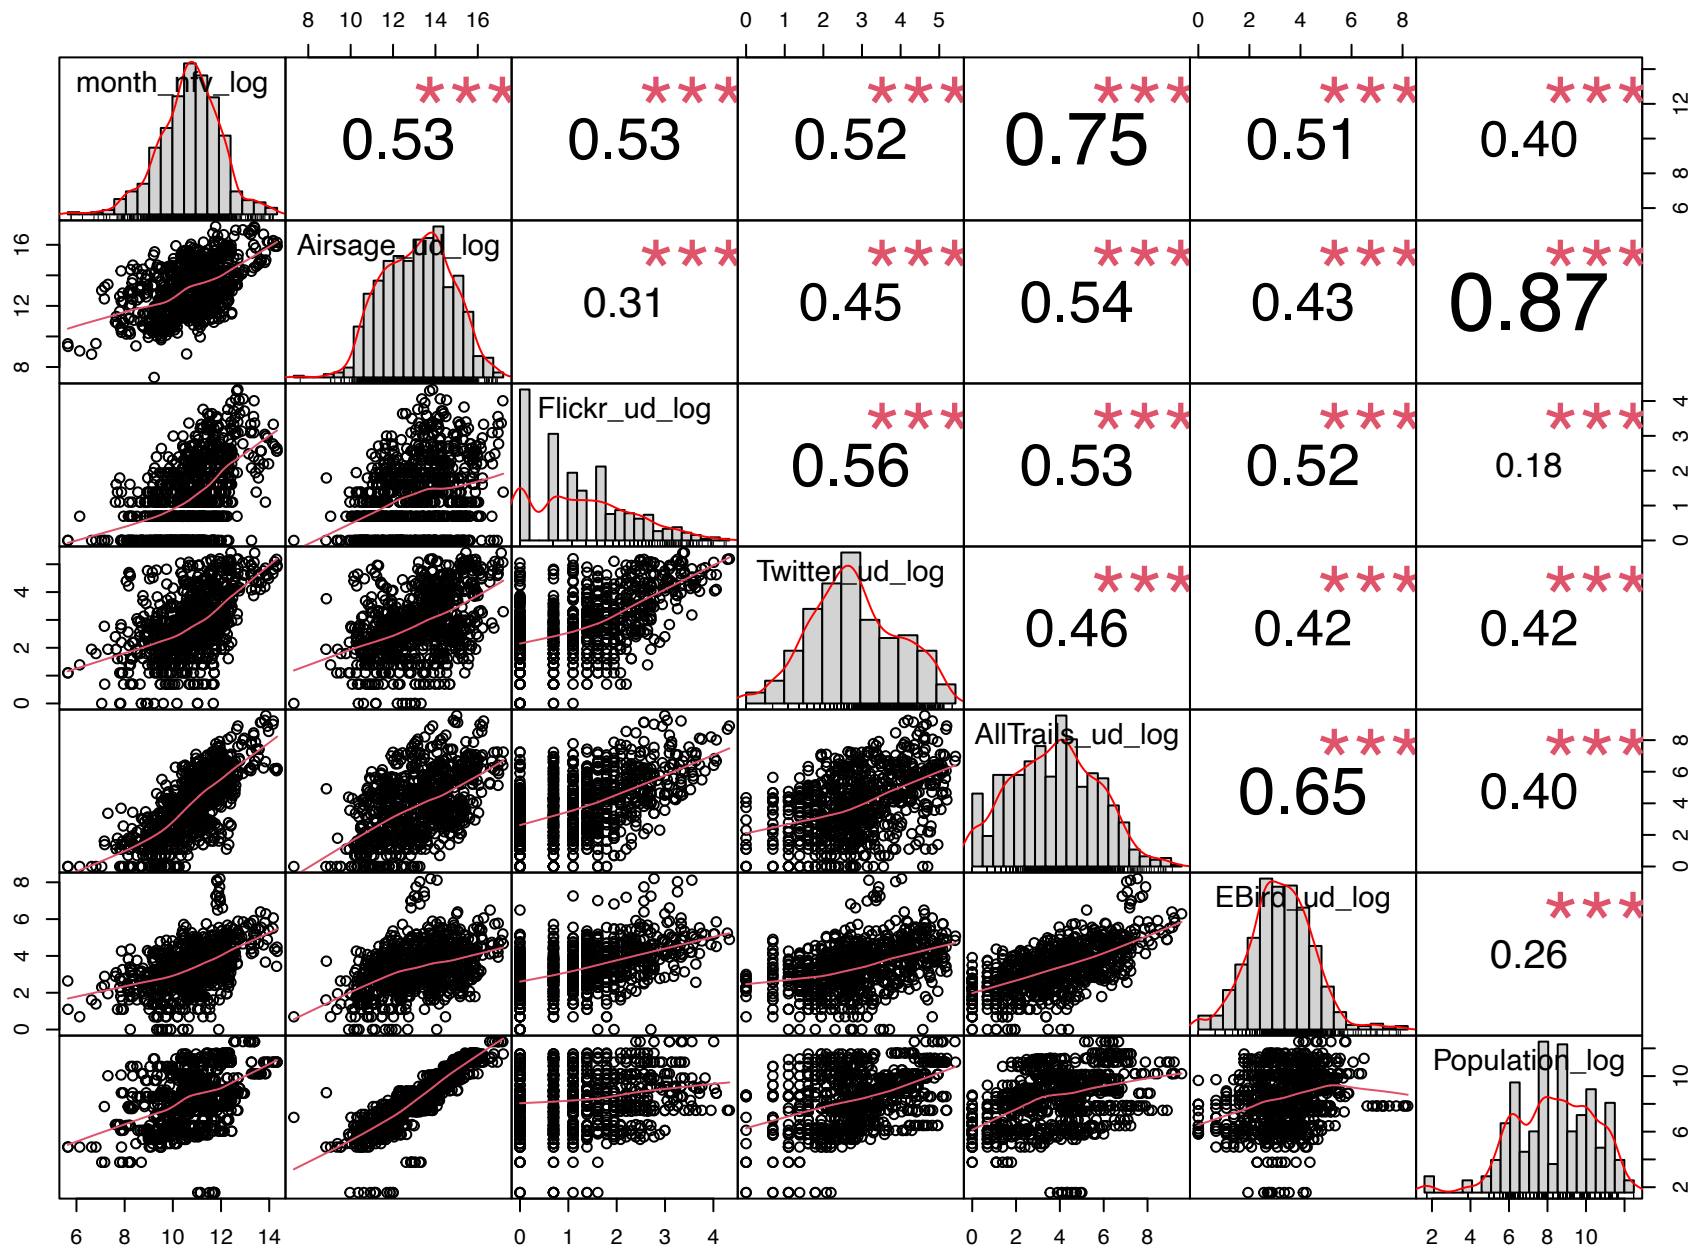 8 10 12 14 16 0 1 2 3 4 5 0 2 4 6 8
month_nfv_log *** 0.53 *** 0.53 *** 0.52 *** 0.75 *** 0.51 *** 0.40 6 8 12
8 12 16 Airsage_ud_log *** 0.31 *** 0.45 *** 0.54 *** 0.43 *** 0.87
Flickr_ud_log *** 0.56 *** 0.53 *** 0.52 *** 0.18 0 1 2 3 4
0 2 4 Twitter_ud_log *** 0.46 *** 0.42 *** 0.42
AllTrails_ud_log *** 0.65 *** 0.40 0 2 4 6 8
0 2 4 6 8 EBird_ud_log *** 0.26
Population_log 2 6 10
6 8 10 12 14 0 1 2 3 4 0 2 4 6 8 2 4 6 8 10